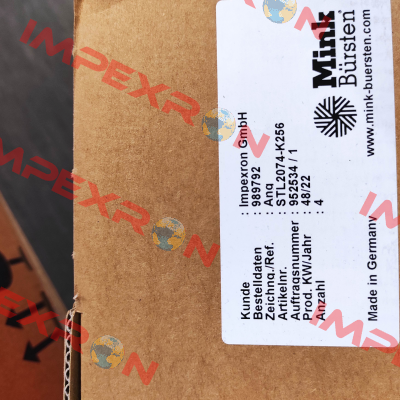 Mink
Bürsten
www.mink-buersten.com
Kunde : Impexron GmbH
Bestelldaten : 989792
Zeichng./Ref. : Anq
Artikelnr. : STL2074-K256
Auftragsnummer : 952534 / 1
Prod. KW/Jahr : 48/22
Anzahl : 4
Made in Germany
IMPEXRON
IMPEXRON
IMPEXRON
IMPEXRON